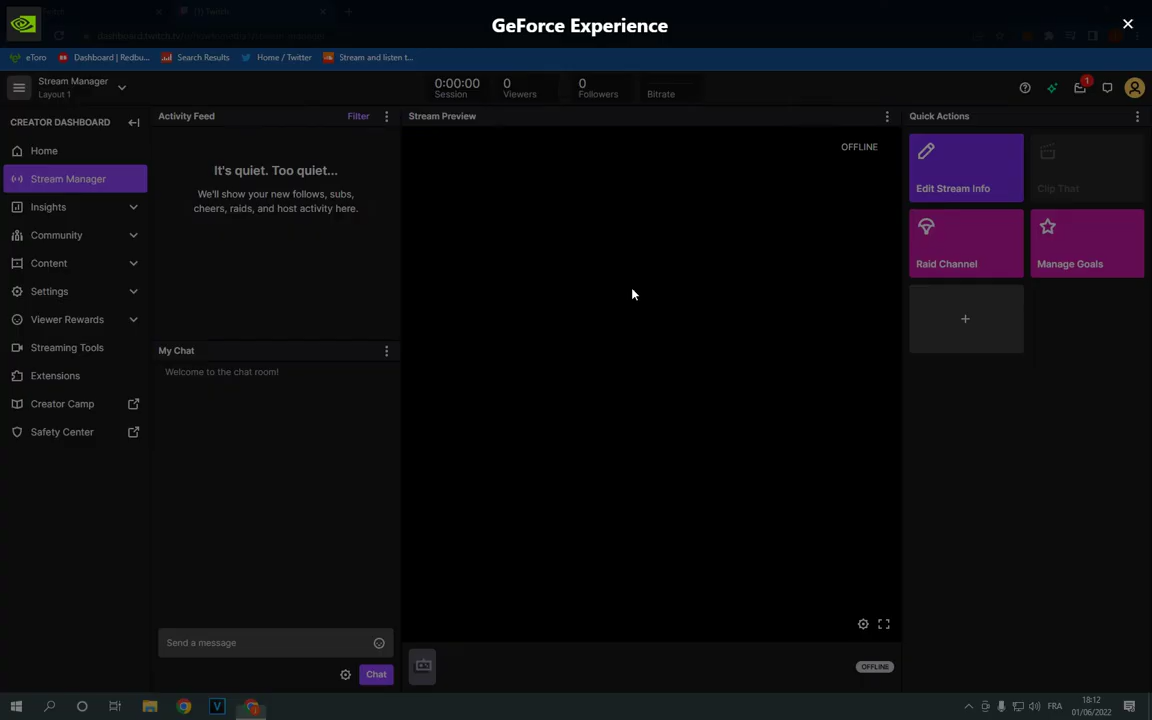 GeForce Experience
eToro
Dashboard | Redbu...
Search Results
Home / Twitter
Stream and listen t...
Stream Manager
Layout 1
0:00:00
Session
0
Viewers
0
Followers
Bitrate
1
CREATOR DASHBOARD
Home
Stream Manager
Insights
Community
Content
Settings
Viewer Rewards
Streaming Tools
Extensions
Creator Camp
Safety Center
Activity Feed
Filter
It's quiet. Too quiet...
We'll show your new follows, subs,
cheers, raids, and host activity here.
My Chat
Welcome to the chat room!
Send a message
Chat
Stream Preview
OFFLINE
OFFLINE
Quick Actions
Edit Stream Info
Clip That
Raid Channel
Manage Goals
FRA
18:12
01/06/2022